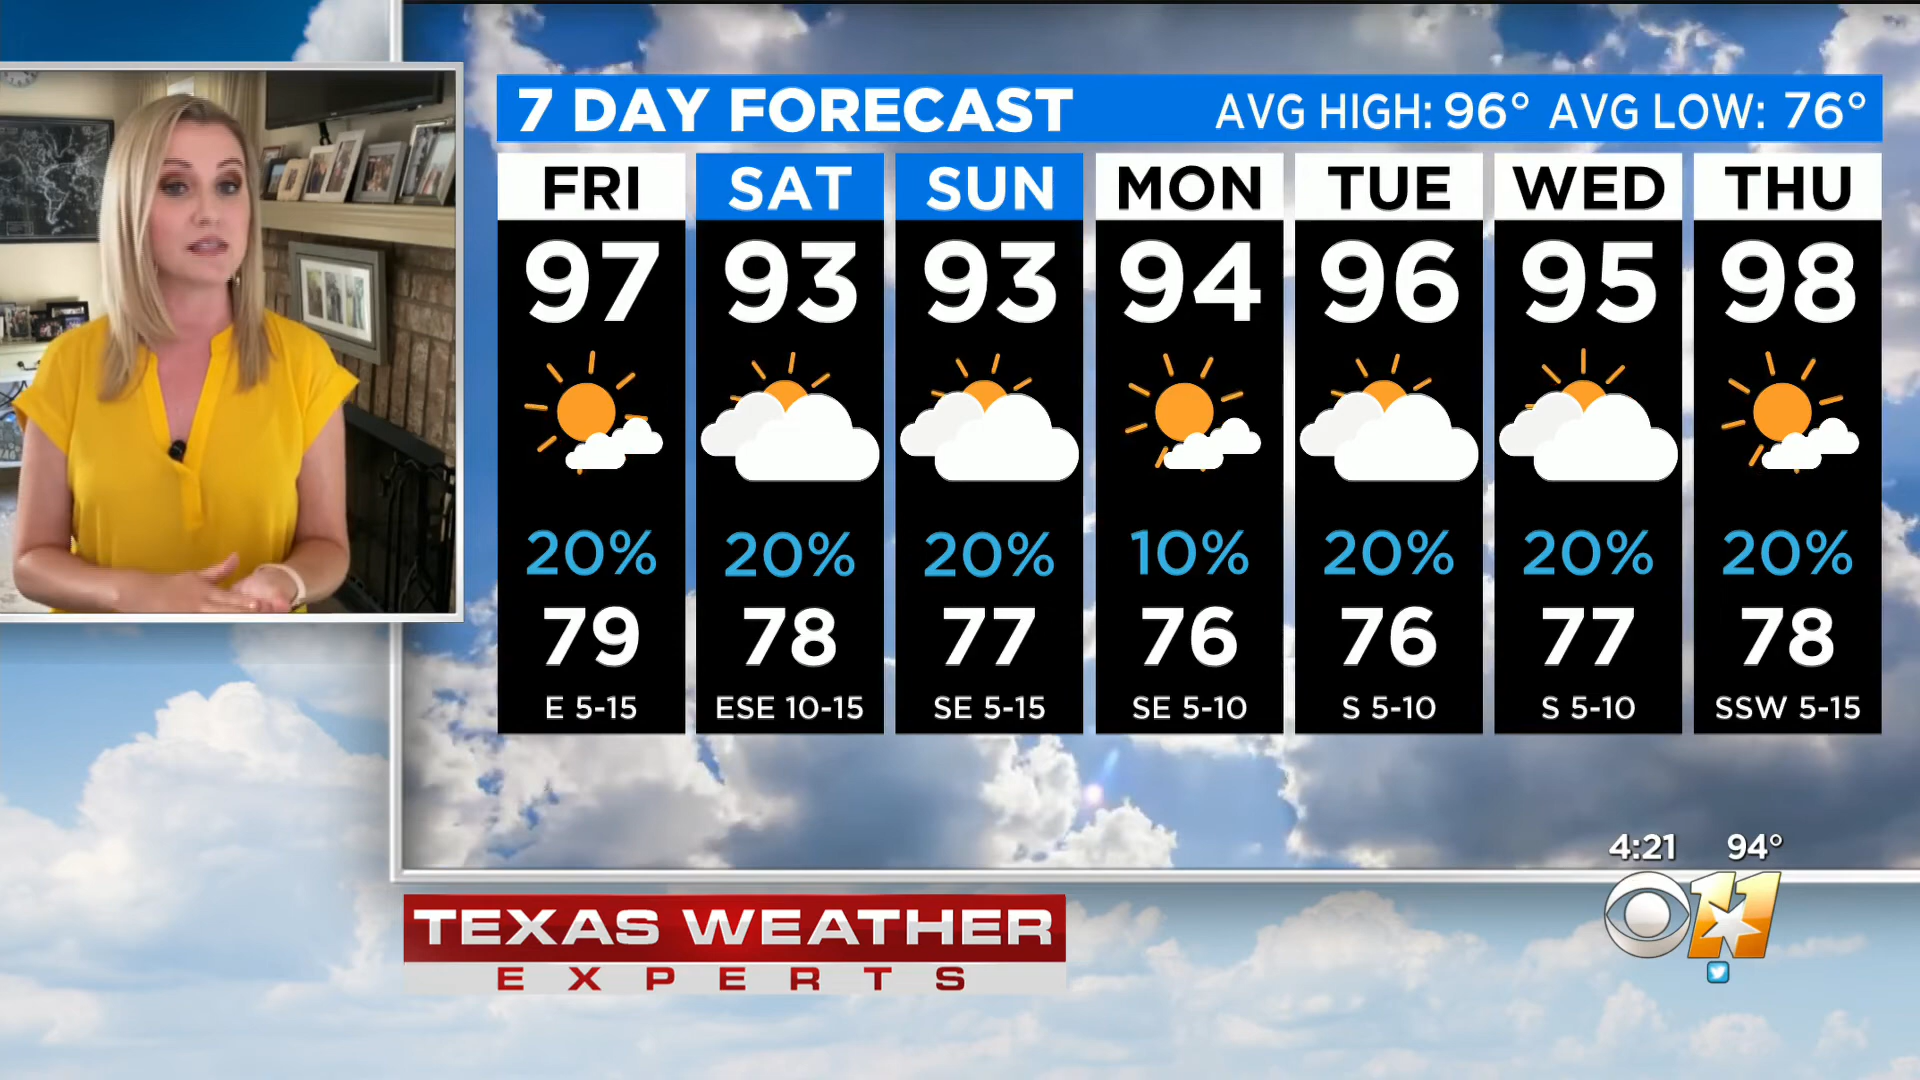 7 DAY FORECAST AVG HIGH: 96° AVG LOW: 76°
FRI SAT SUN MON TUE WED THU
97 93 93 94 96 95 98
20% 20% 20% 10% 20% 20% 20%
79 78 77 76 76 77 78
E 5-15 ESE 10-15 SE 5-15 SE 5-10 S 5-10 S 5-10 SSW 5-15
4:21 94°
11
TEXAS WEATHER
EXPERTS